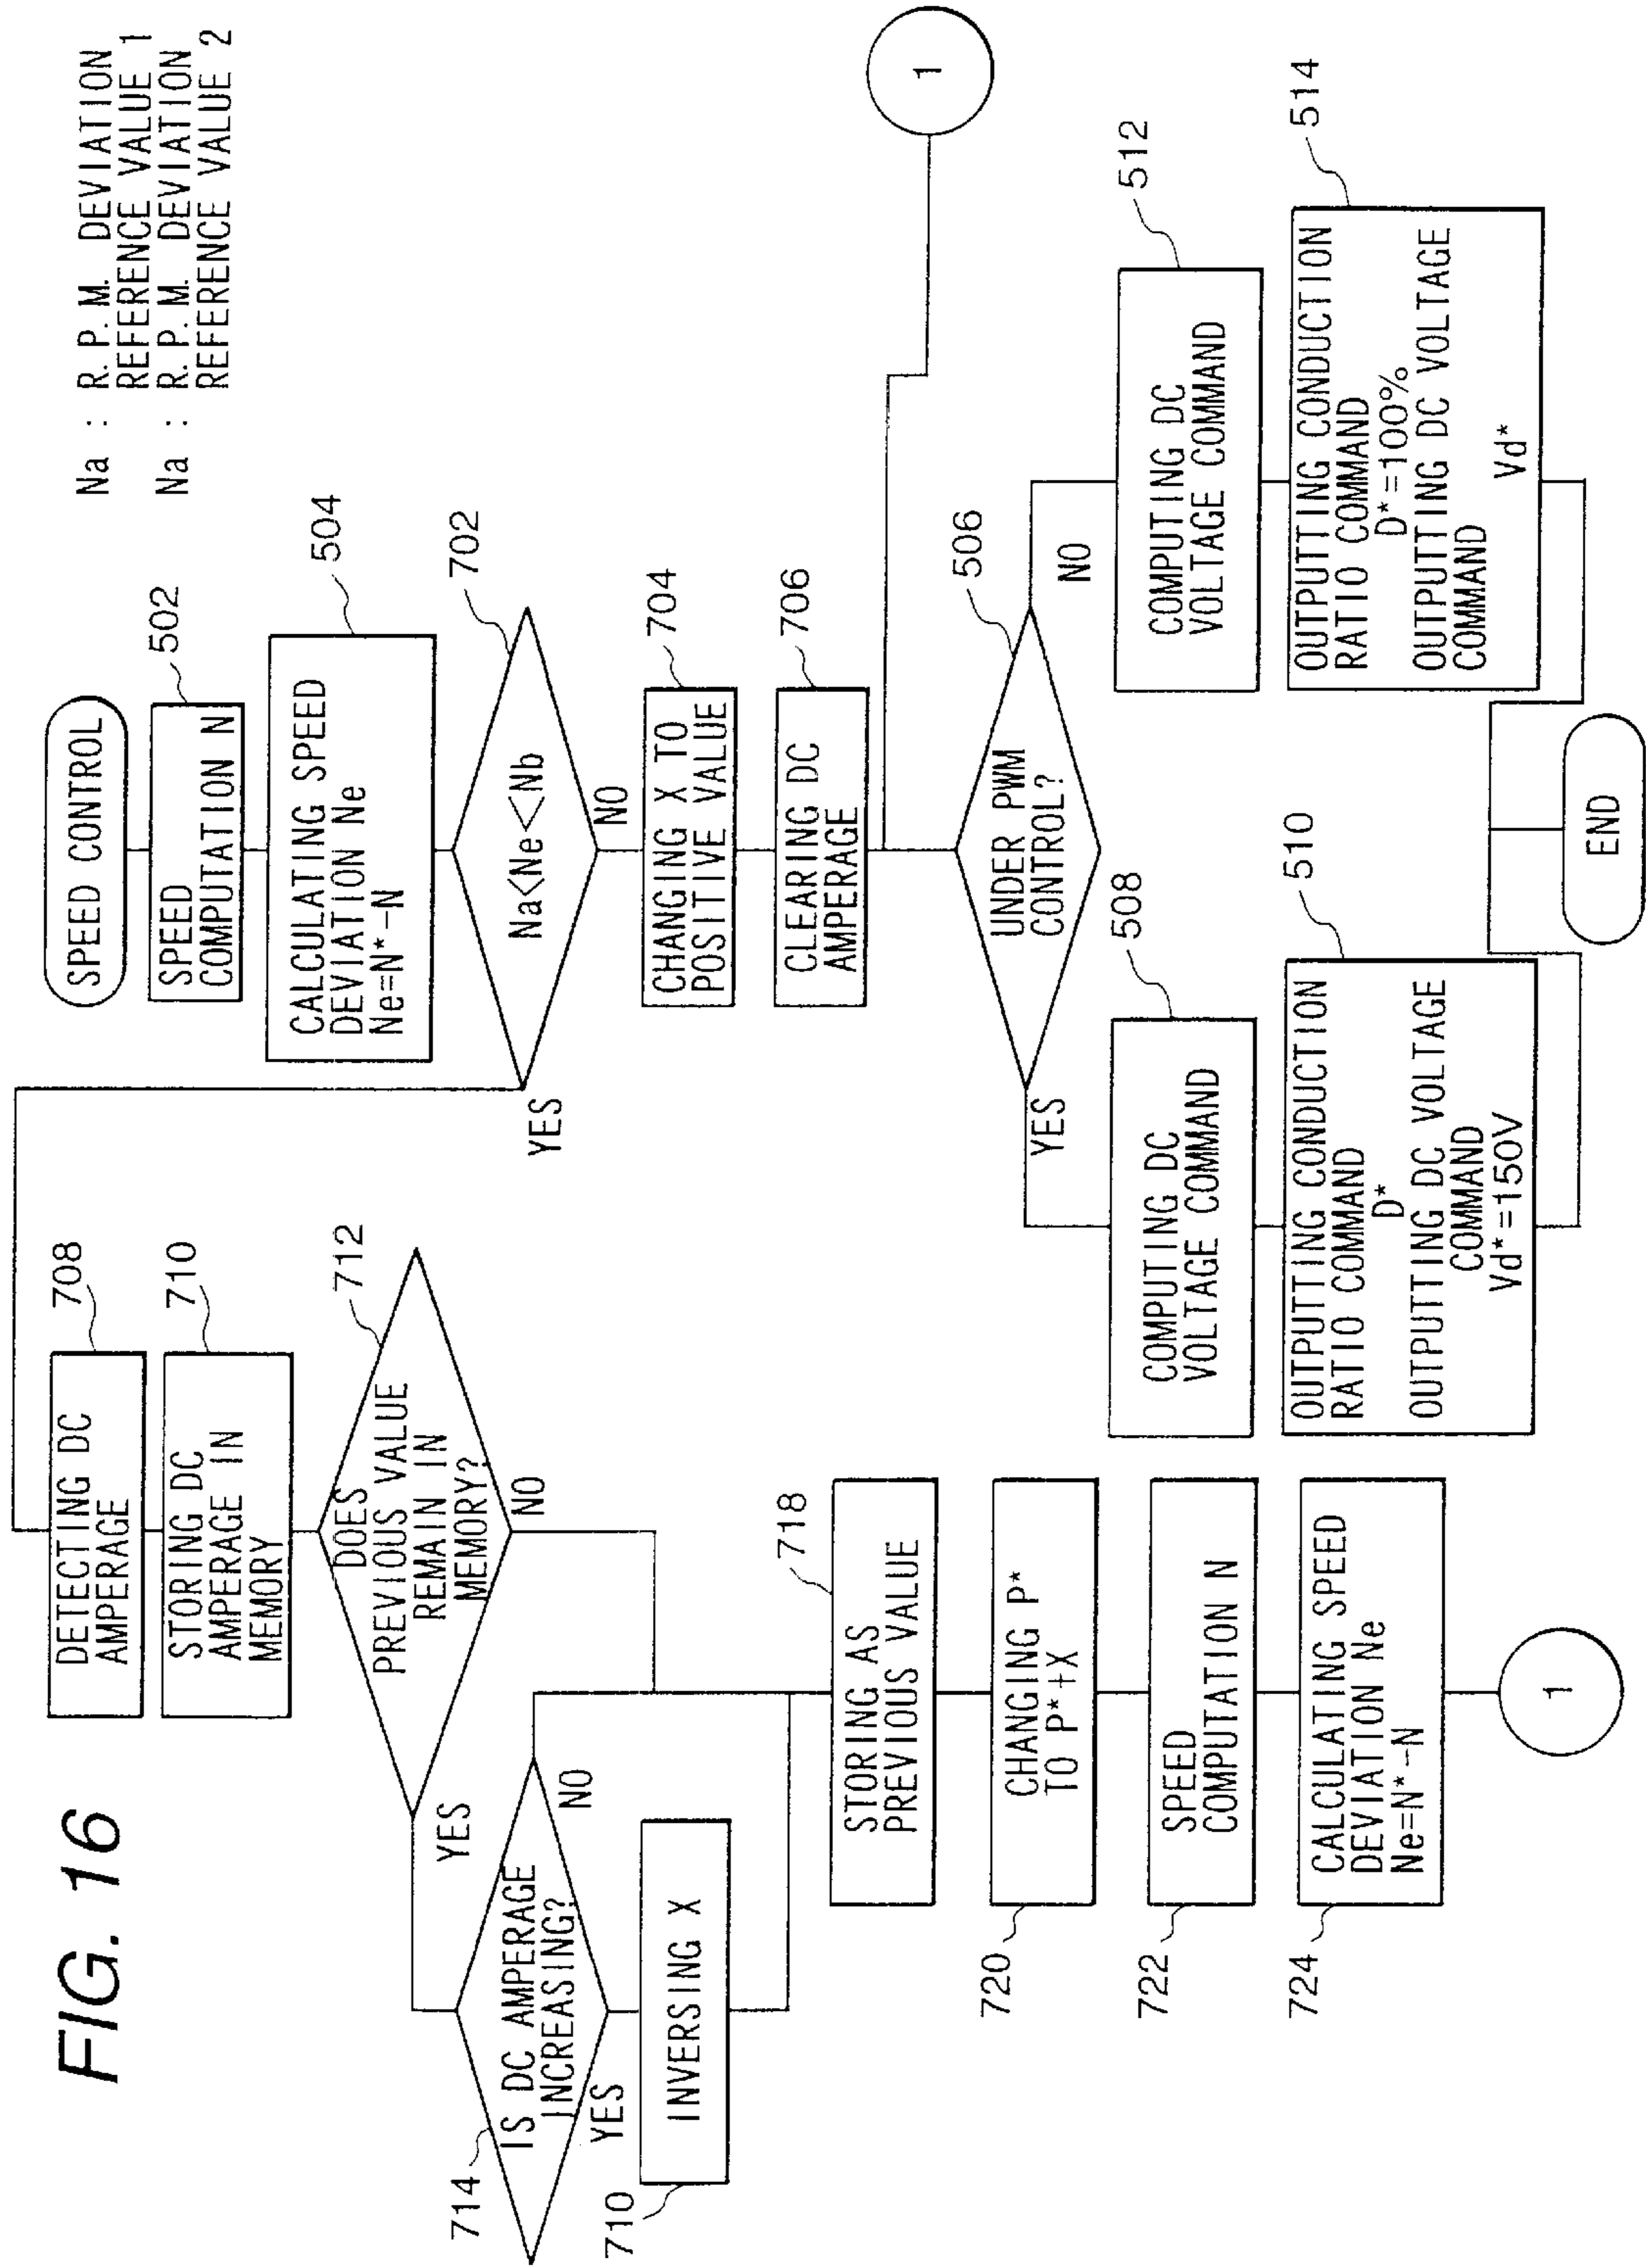 FIG. 16
Na : R.P.M. DEVIATION
REFERENCE VALUE 1
Na : R.P.M. DEVIATION
REFERENCE VALUE 2
SPEED CONTROL
502
SPEED
COMPUTATION N
504
CALCULATING SPEED
DEVIATION Ne
Ne=N*-N
702
Na<Ne<Nb
YES
NO
704
CHANGING X TO
POSITIVE VALUE
706
CLEARING DC
AMPERAGE
1
506
UNDER PWM
CONTROL?
YES
NO
508
COMPUTING DC
VOLTAGE COMMAND
510
OUTPUTTING CONDUCTION
RATIO COMMAND
D*
OUTPUTTING DC VOLTAGE
COMMAND
Vd*=150V
512
COMPUTING DC
VOLTAGE COMMAND
514
OUTPUTTING CONDUCTION
RATIO COMMAND
D*=100%
OUTPUTTING DC VOLTAGE
COMMAND
Vd*
END
708
DETECTING DC
AMPERAGE
710
STORING DC
AMPERAGE IN
MEMORY
712
DOES
PREVIOUS VALUE
REMAIN IN
MEMORY?
YES
NO
714
IS DC AMPERAGE
INCREASING?
YES
NO
710
INVERSING X
718
STORING AS
PREVIOUS VALUE
720
CHANGING P*
TO P*+X
722
SPEED
COMPUTATION N
724
CALCULATING SPEED
DEVIATION Ne
Ne=N*-N
1